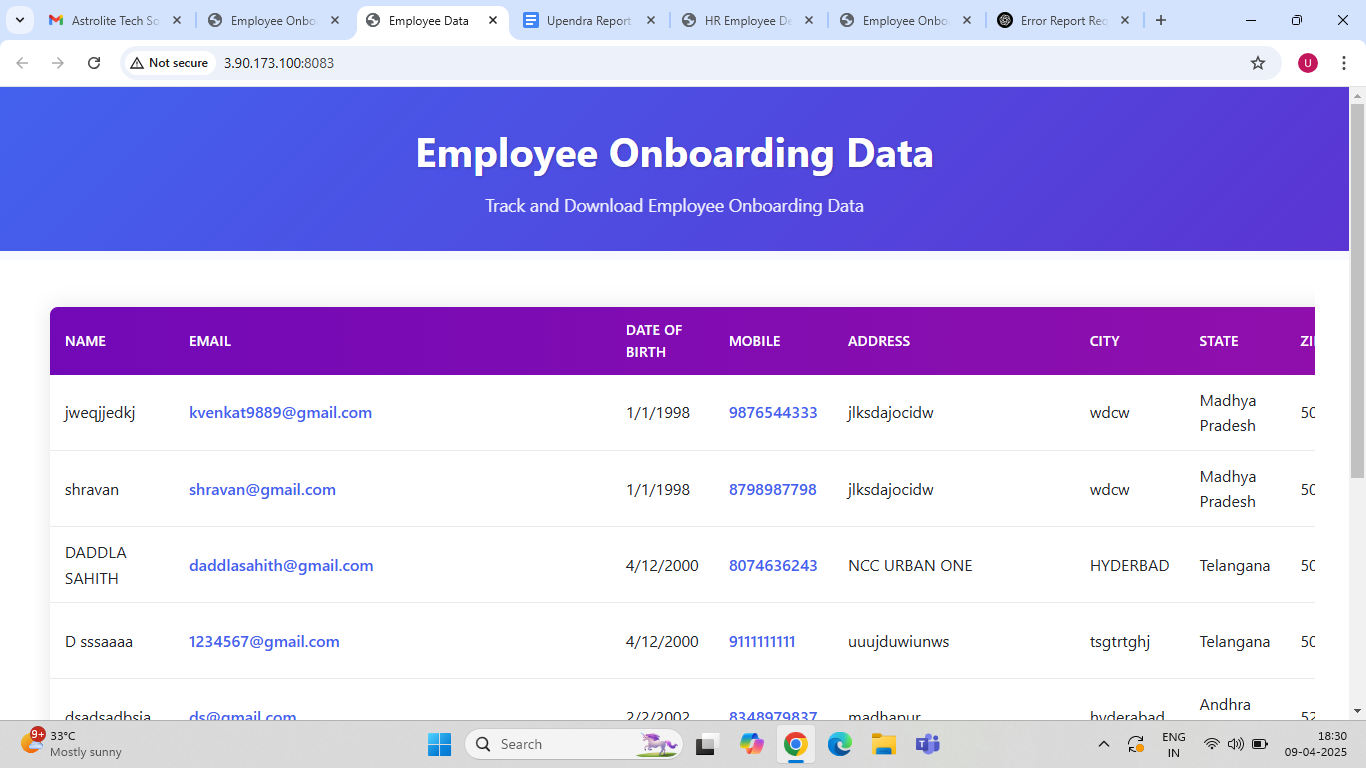 Astrolite Tech So
Employee Onbo
Employee Data
Upendra Report
HR Employee De
Employee Onbo
Error Report Req
Not secure
3.90.173.100:8083
U
Employee Onboarding Data
Track and Download Employee Onboarding Data
NAME EMAIL DATE OF BIRTH MOBILE ADDRESS CITY STATE ZI
jweqjjedkj kvenkat9889@gmail.com 1/1/1998 9876544333 jlksdajocidw wdcw Madhya Pradesh 50
shravan shravan@gmail.com 1/1/1998 8798987798 jlksdajocidw wdcw Madhya Pradesh 50
DADDLA SAHITH daddlasahith@gmail.com 4/12/2000 8074636243 NCC URBAN ONE HYDERBAD Telangana 50
D sssaaaa 1234567@gmail.com 4/12/2000 9111111111 uuujduwiunws tsgtrtghj Telangana 50
dsadsadbsja ds@gmail.com 2/2/2002 8348979837 madhapur hyderabad Andhra 52
9+
33°C
Mostly sunny
Search
ENG
IN
18:30
09-04-2025